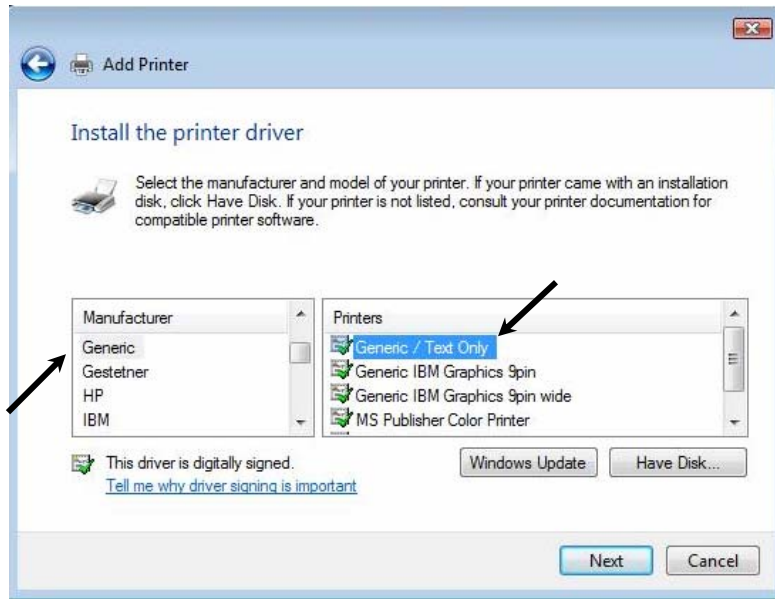 Add Printer
Install the printer driver
Select the manufacturer and model of your printer. If your printer came with an installation
disk, click Have Disk. If your printer is not listed, consult your printer documentation for
compatible printer software.
Manufacturer
Generic
Gestetner
HP
IBM
Printers
Generic / Text Only
Generic IBM Graphics 9pin
Generic IBM Graphics 9pin wide
MS Publisher Color Printer
This driver is digitally signed.
Tell me why driver signing is important
Windows Update
Have Disk...
Next
Cancel